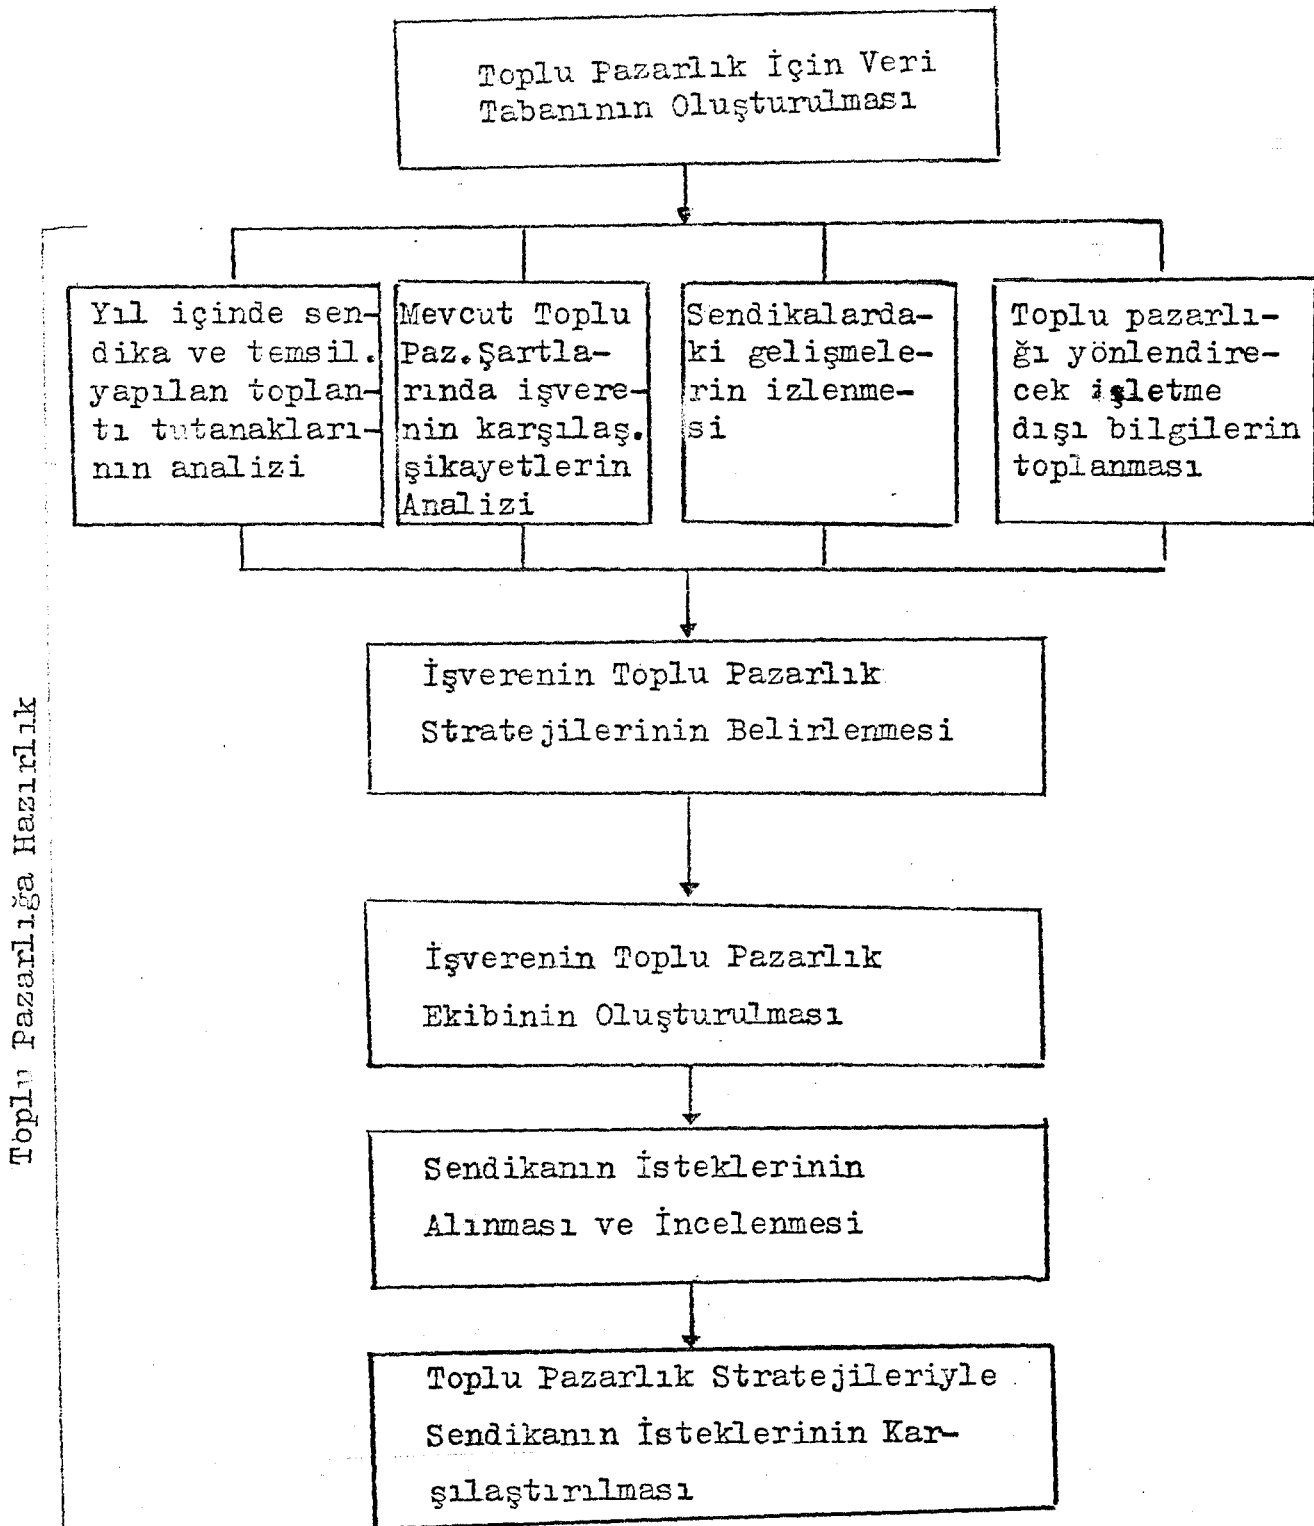 Toplu Pazarlık İçin Veri
Tabanının Oluşturulması
Yıl içinde sen-
dika ve temsil.
yapılan toplan-
tı tutanakları-
nın analizi
Mevcut Toplu
Paz.Şartla-
rında işvere-
nin karşılaş.
şikayetlerin
Analizi
Sendikalarda-
ki gelişmele-
rin izlenme-
si
Toplu pazarlı-
ğı yönlendire-
cek işletme
dışı bilgilerin
toplanması
İşverenin Toplu Pazarlık
Stratejilerinin Belirlenmesi
Toplu Pazarlığa Hazırlık
İşverenin Toplu Pazarlık
Ekibinin Oluşturulması
Sendikanın İsteklerinin
Alınması ve İncelenmesi
Toplu Pazarlık Stratejileriyle
Sendikanın İsteklerinin Kar-
şılaştırılması